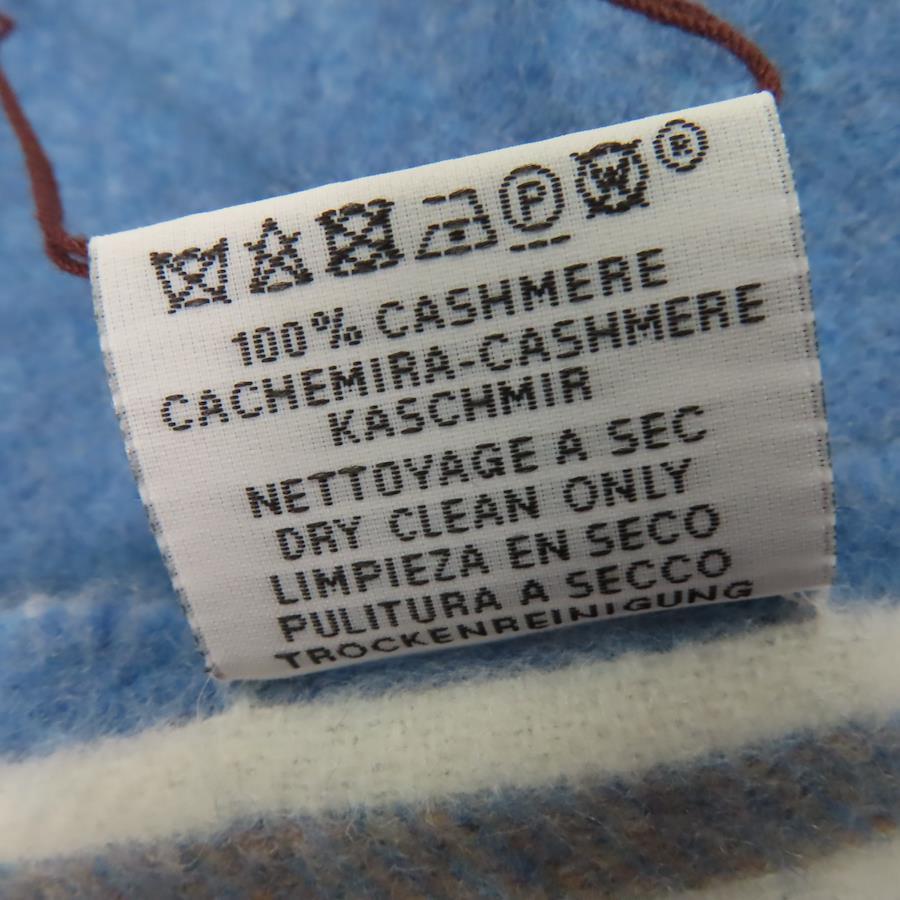 P W ®
100% CASHMERE
CACHEMIRA-CASHMERE
KASCHMIR
NETTOYAGE A SEC
DRY CLEAN ONLY
LIMPIEZA EN SECO
PULITURA A SECCO
TROCKENREINIGUNG